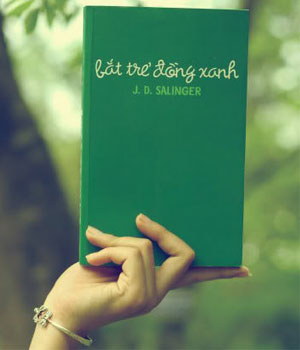 bắt trẻ đồng xanh
J. D. SALINGER